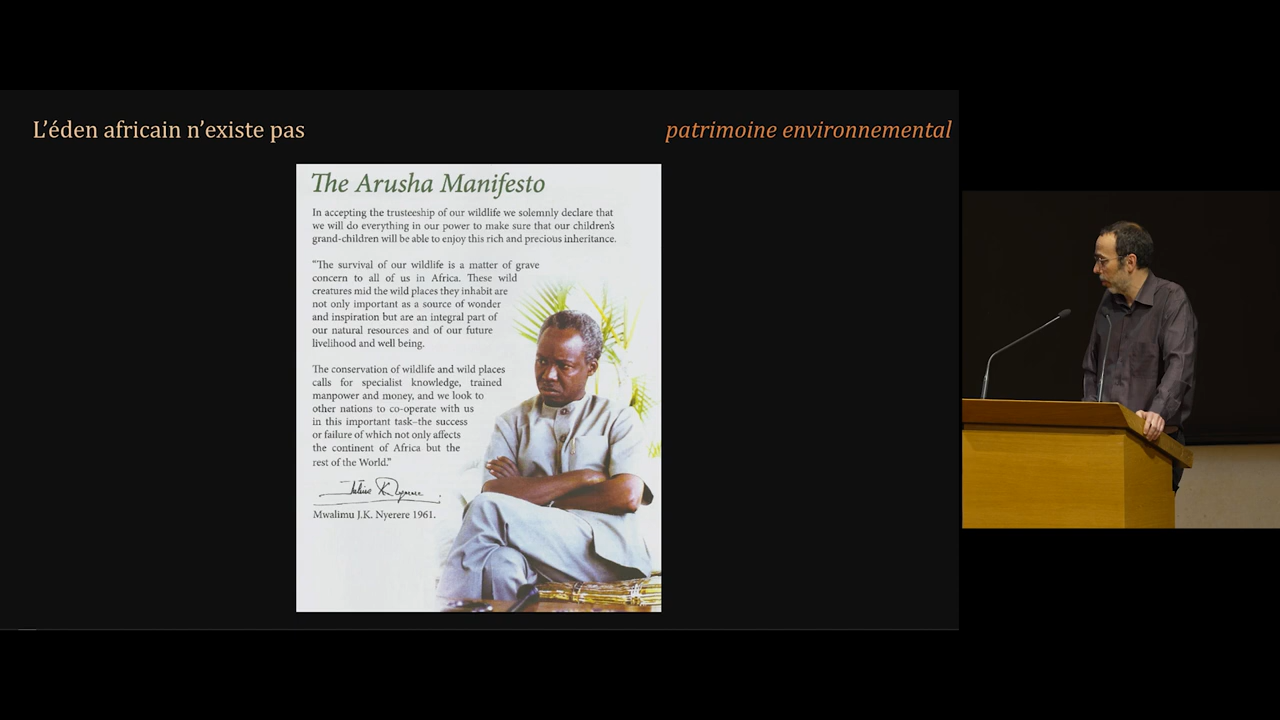 L'éden africain n'existe pas
patrimoine environnemental
The Arusha Manifesto
In accepting the trusteeship of our wildlife we solemnly declare that
we will do everything in our power to make sure that our children's
grand-children will be able to enjoy this rich and precious inheritance.
"The survival of our wildlife is a matter of grave
concern to all of us in Africa. These wild
creatures mid the wild places they inhabit are
not only important as a source of wonder
and inspiration but are an integral part of
our natural resources and of our future
livelihood and well being.
The conservation of wildlife and wild places
calls for specialist knowledge, trained
manpower and money, and we look to
other nations to co-operate with us
in this important task–the success
or failure of which not only affects
the continent of Africa but the
rest of the World."
Julius K Nyerere
Mwalimu J.K. Nyerere 1961.